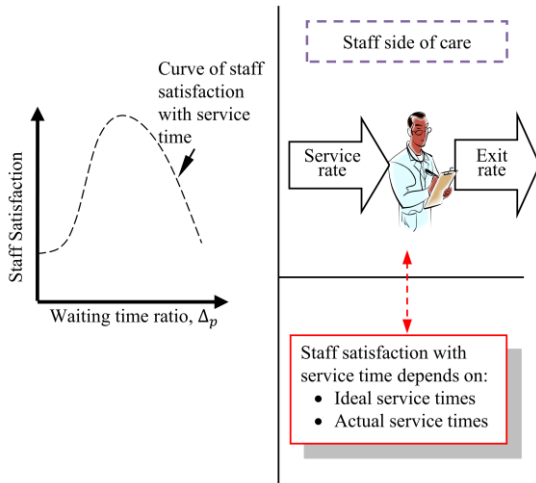 Curve of staff
satisfaction
with service
time
Staff Satisfaction
Waiting time ratio, Δₚ
Staff side of care
Service
rate
Exit
rate
Staff satisfaction with
service time depends on:
• Ideal service times
• Actual service times